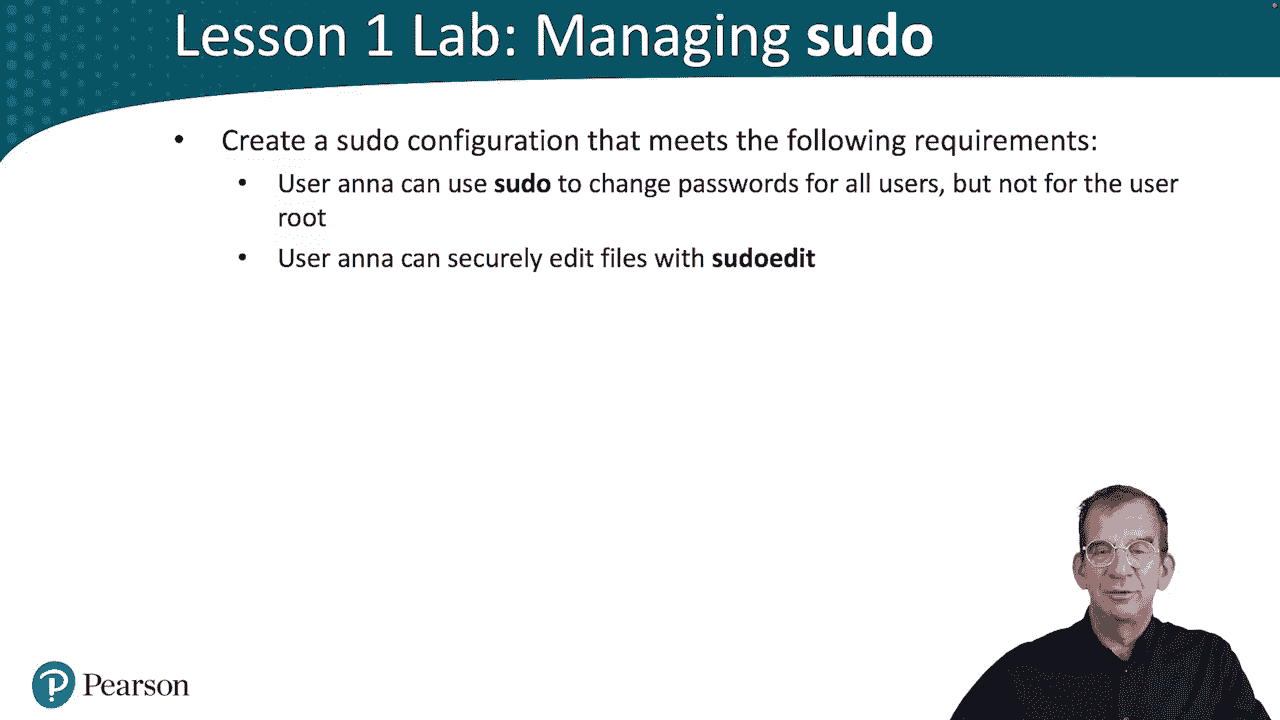 Lesson 1 Lab: Managing sudo
• Create a sudo configuration that meets the following requirements:
• User anna can use sudo to change passwords for all users, but not for the user
root
• User anna can securely edit files with sudoedit
Pearson